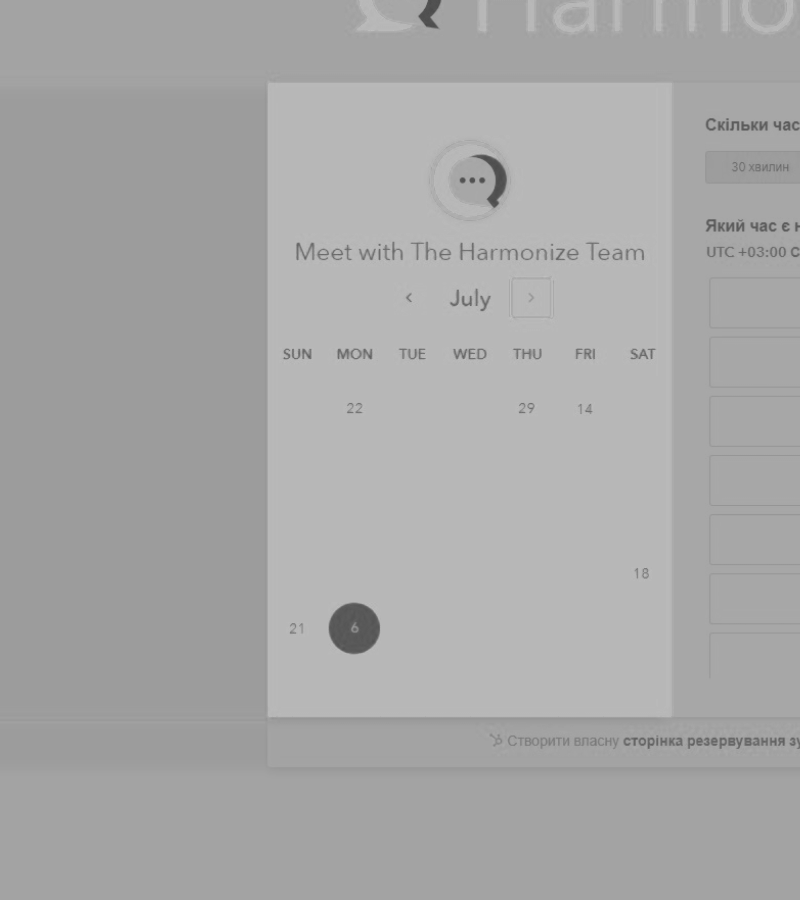 Harmo
Meet with The Harmonize Team
July
SUN MON TUE WED THU FRI SAT
22 29 14
18
21 6
Скільки час
30 хвилин
Який час є н
UTC +03:00 С
Створити власну сторінка резервування зу